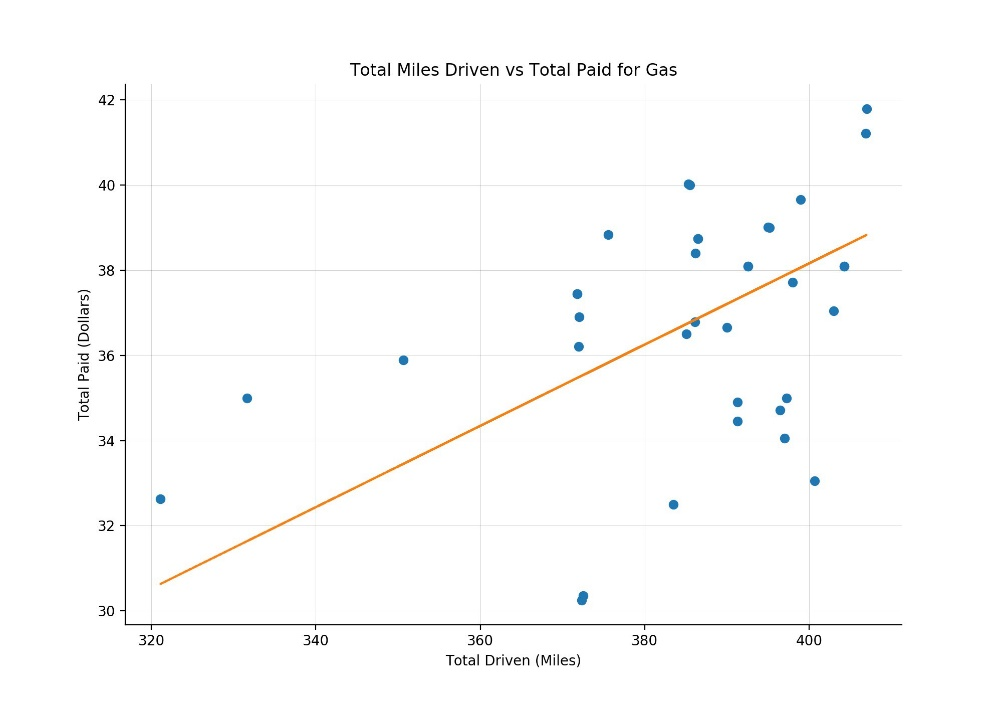 Total Miles Driven vs Total Paid for Gas
42
40
38
36
34
32
30
Total Paid (Dollars)
320 340 360 380 400
Total Driven (Miles)